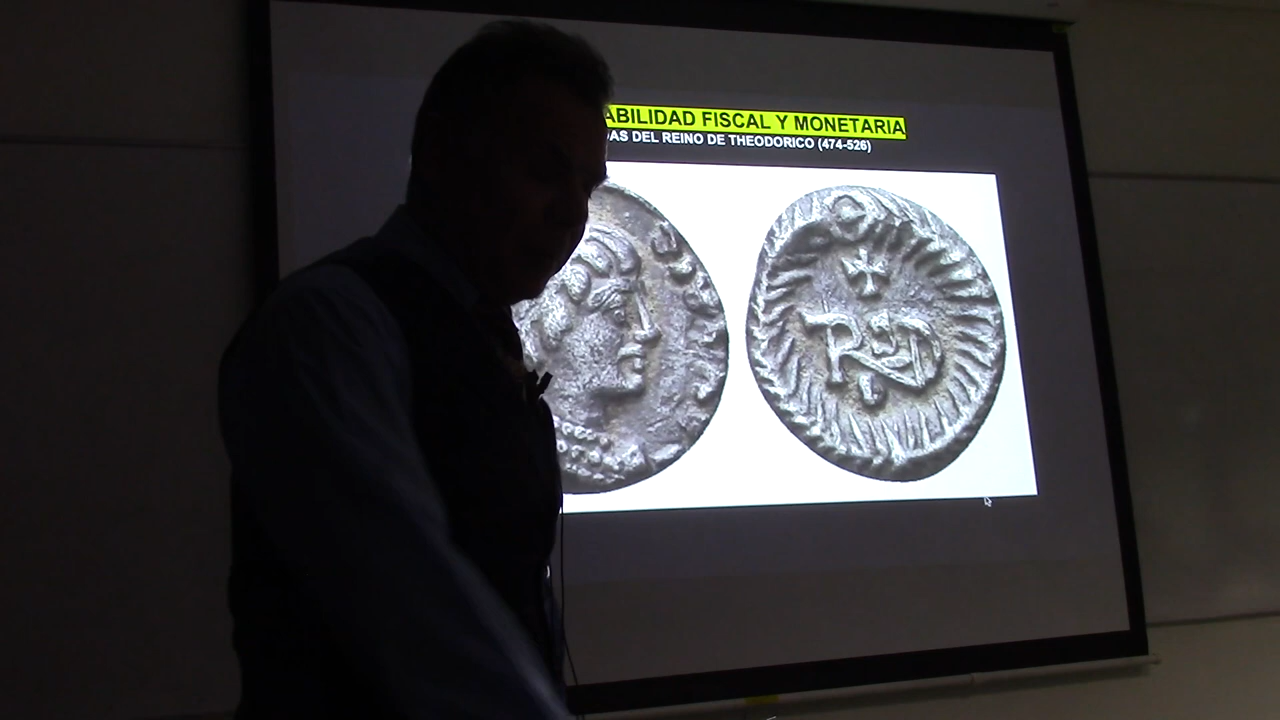 ABILIDAD FISCAL Y MONETARIA
DAS DEL REINO DE THEODORICO (474-526)